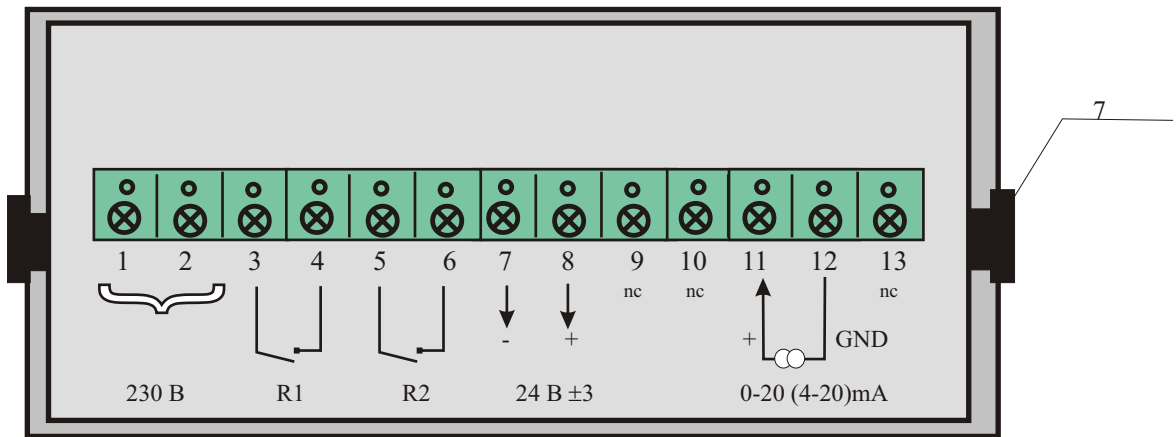 7
1 2 3 4 5 6 7 8 9 10 11 12 13
nc nc nc
- + + GND
230 В R1 R2 24 В ±3 0-20 (4-20)mA